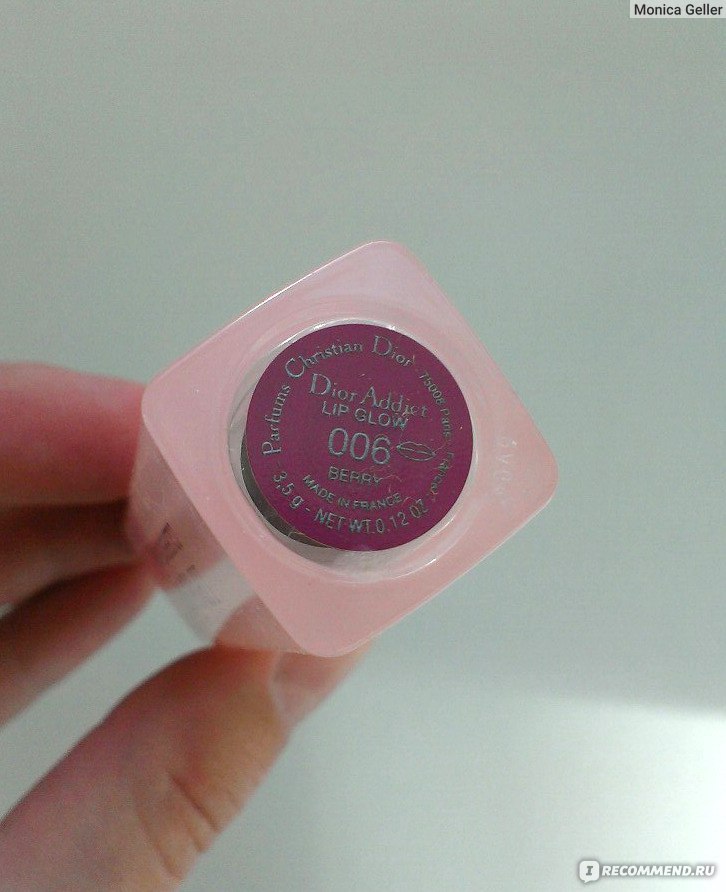 Monica Geller
Parfums Christian Dior 75008 Paris
Dior Addict
LIP GLOW
006
BERRY
MADE IN FRANCE
3,5 g - NET WT. 0.12 OZ
IRECOMMEND.RU